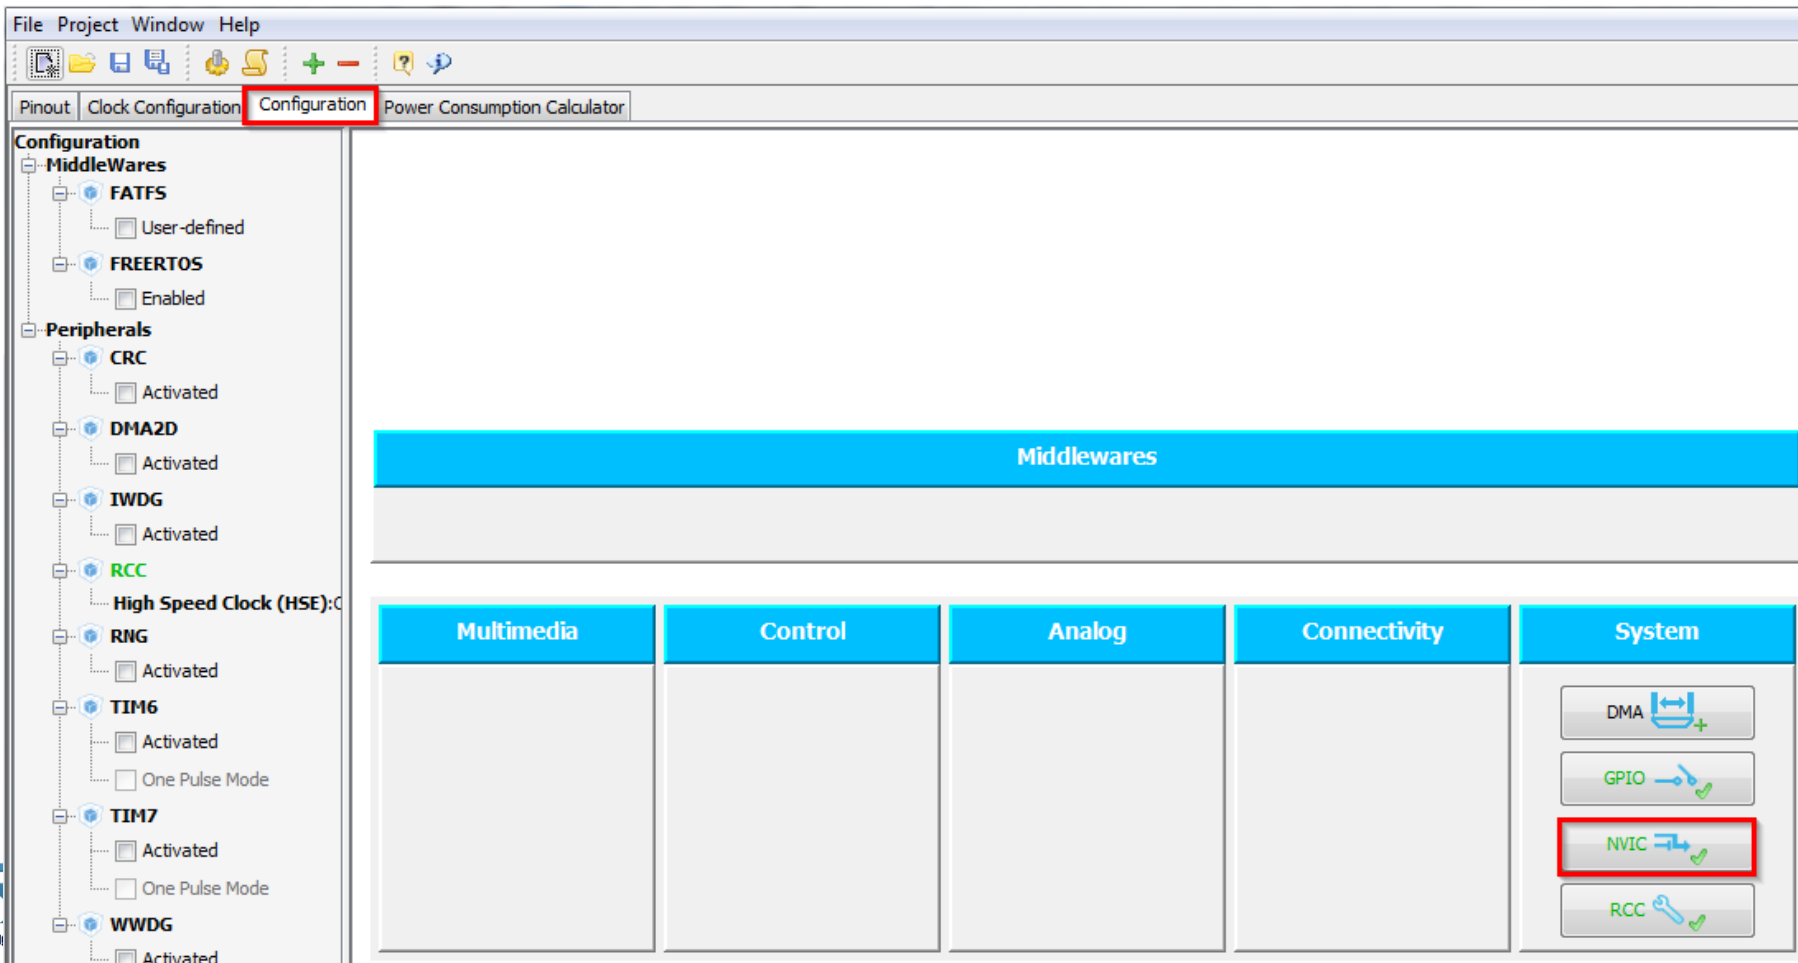 File Project Window Help
Pinout Clock Configuration Configuration Power Consumption Calculator
Configuration
MiddleWares
FATFS
User-defined
FREERTOS
Enabled
Peripherals
CRC
Activated
DMA2D
Activated
IWDG
Activated
RCC
High Speed Clock (HSE):
RNG
Activated
TIM6
Activated
One Pulse Mode
TIM7
Activated
One Pulse Mode
WWDG
Activated
Middlewares
Multimedia Control Analog Connectivity System
DMA
GPIO
NVIC
RCC